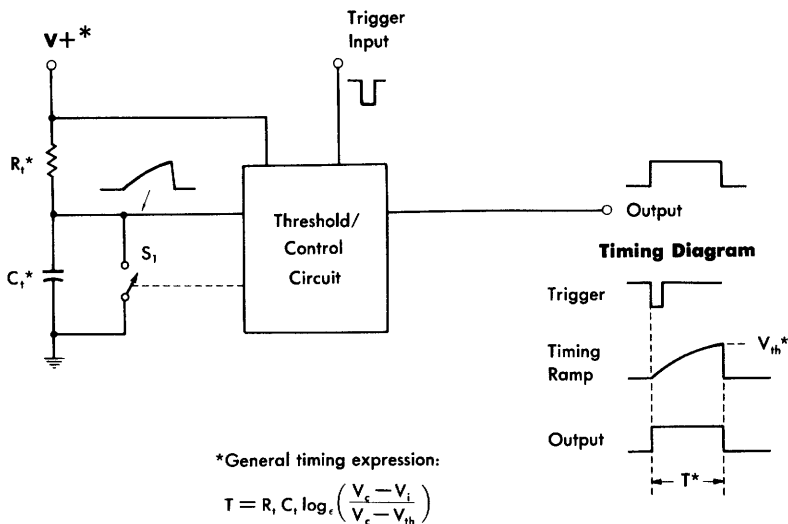 V+*
Trigger
Input
Rt*
Threshold/
Control
Circuit
S1
Ct*
Output
Timing Diagram
Trigger
Timing
Ramp
Vth*
Output
T*
*General timing expression:
T = Rt Ct logε ( Vc − Vi / Vc − Vth )